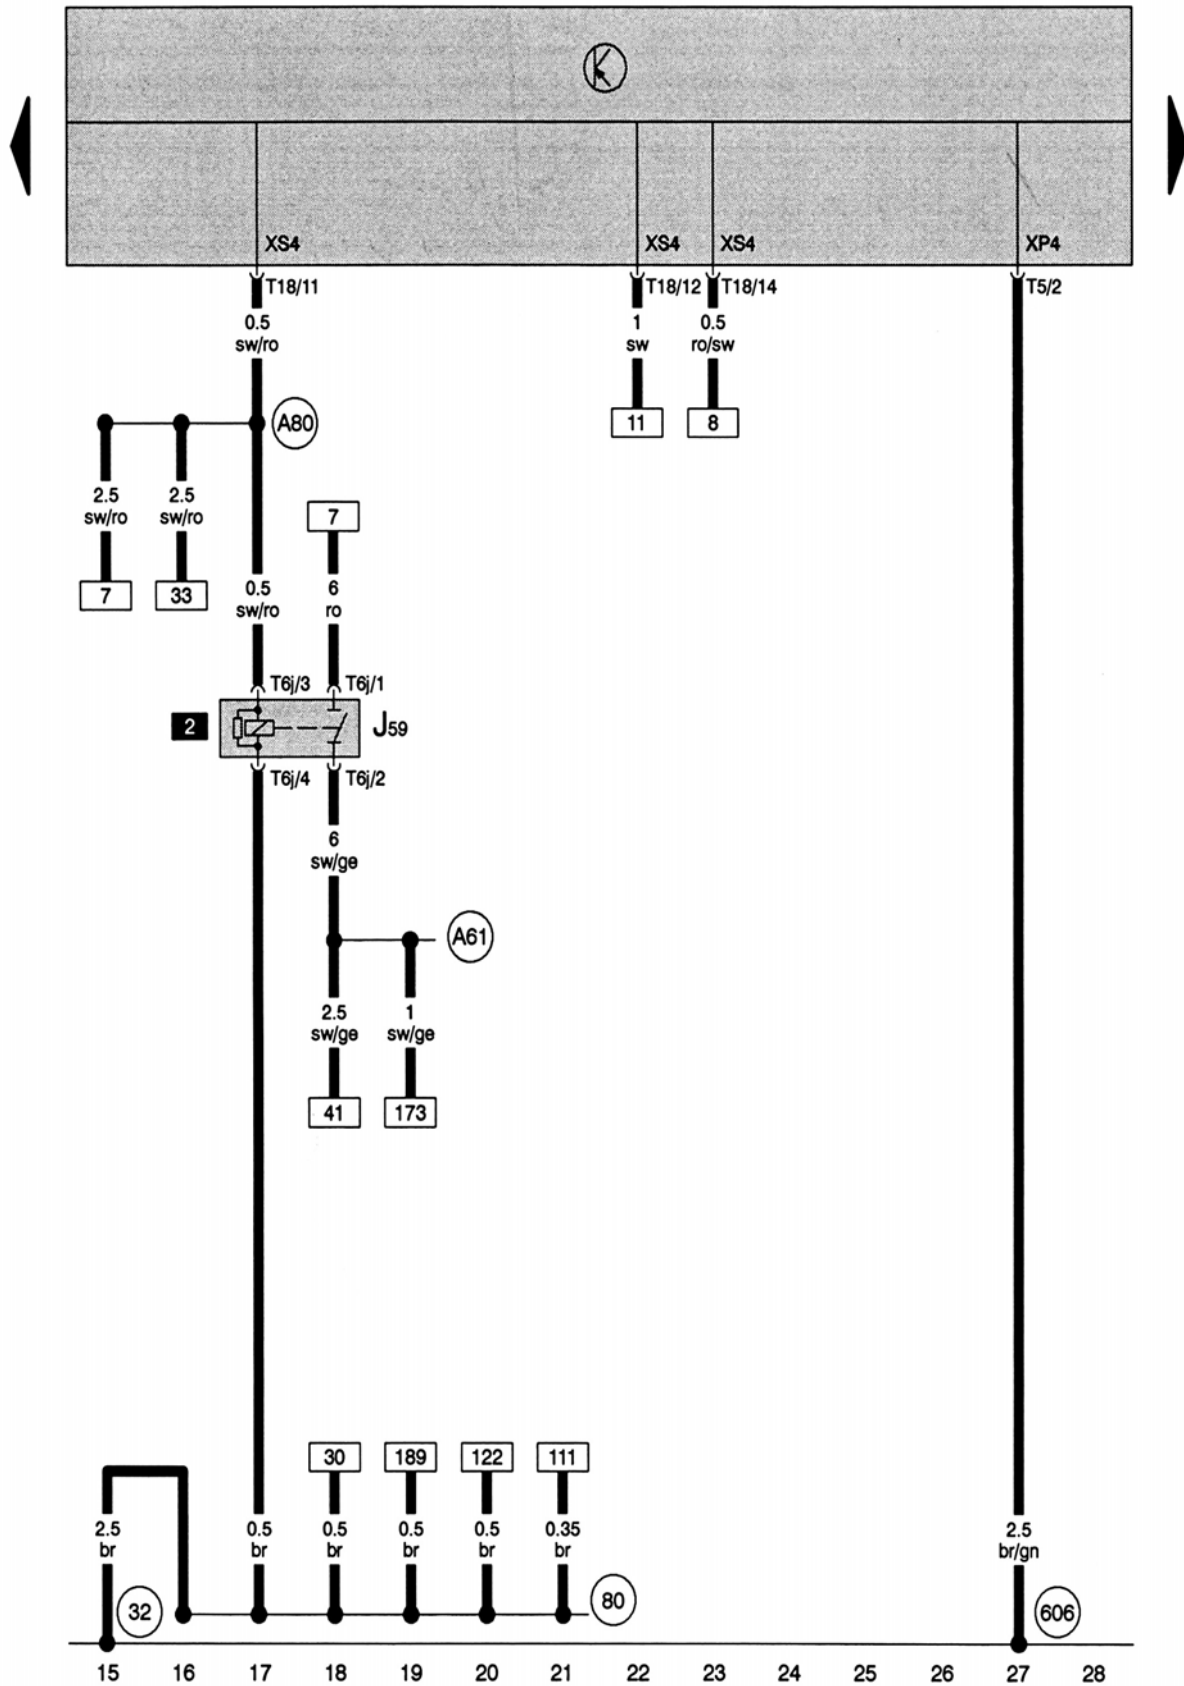 XS4 XS4 XS4 XP4
T18/11 T18/12 T18/14 T5/2
0.5 1 0.5
sw/ro sw ro/sw
A80 11 8
2.5 2.5
sw/ro sw/ro
7
7 33 0.5 6
sw/ro ro
T6j/3 T6j/1
2 J59
T6j/4 T6j/2
6
sw/ge
A61
2.5 1
sw/ge sw/ge
41 173
30 189 122 111
2.5 0.5 0.5 0.5 0.5 0.35 2.5
br br br br br br br/gn
32 80 606
15 16 17 18 19 20 21 22 23 24 25 26 27 28